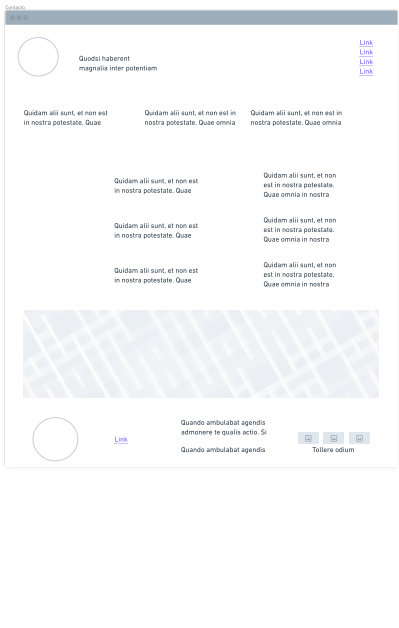 Contacto
Quodsi haberent
magnalia inter potentiam
Link
Link
Link
Link
Quidam alii sunt, et non est
in nostra potestate. Quae
Quidam alii sunt, et non est in
nostra potestate. Quae omnia
Quidam alii sunt, et non est in
nostra potestate. Quae omnia
Quidam alii sunt, et non est
in nostra potestate. Quae
Quidam alii sunt, et non
est in nostra potestate.
Quae omnia in nostra
Quidam alii sunt, et non est
in nostra potestate. Quae
Quidam alii sunt, et non
est in nostra potestate.
Quae omnia in nostra
Quidam alii sunt, et non est
in nostra potestate. Quae
Quidam alii sunt, et non
est in nostra potestate.
Quae omnia in nostra
Link
Quando ambulabat agendis
admonere te qualis actio. Si
Quando ambulabat agendis
Tollere odium